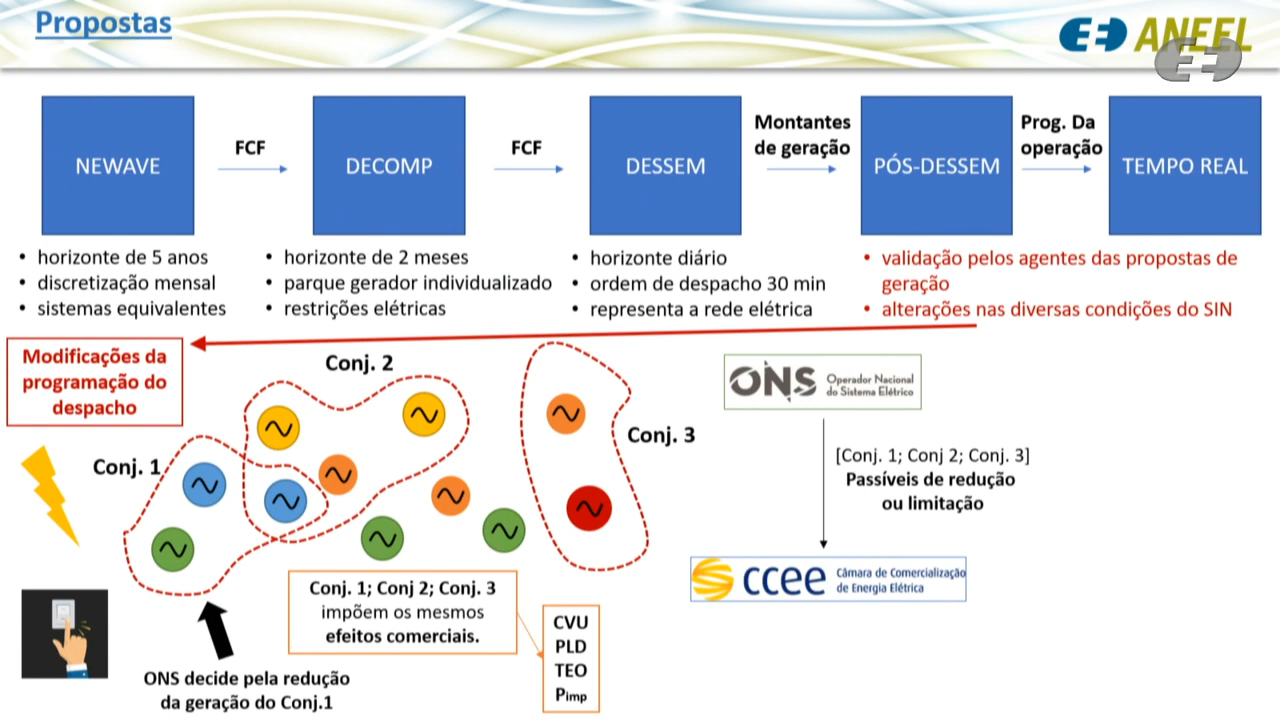 Propostas
ANEEL
NEWAVE
FCF
DECOMP
FCF
DESSEM
Montantes
de geração
PÓS-DESSEM
Prog. Da
operação
TEMPO REAL
• horizonte de 5 anos
• discretização mensal
• sistemas equivalentes
• horizonte de 2 meses
• parque gerador individualizado
• restrições elétricas
• horizonte diário
• ordem de despacho 30 min
• representa a rede elétrica
• validação pelos agentes das propostas de
geração
• alterações nas diversas condições do SIN
Modificações da
programação do
despacho
Conj. 2
Conj. 1
Conj. 3
ONS Operador Nacional
do Sistema Elétrico
[Conj. 1; Conj 2; Conj. 3]
Passíveis de redução
ou limitação
ccee Câmara de Comercialização
de Energia Elétrica
Conj. 1; Conj 2; Conj. 3
impõem os mesmos
efeitos comerciais.
CVU
PLD
TEO
Pimp
ONS decide pela redução
da geração do Conj.1